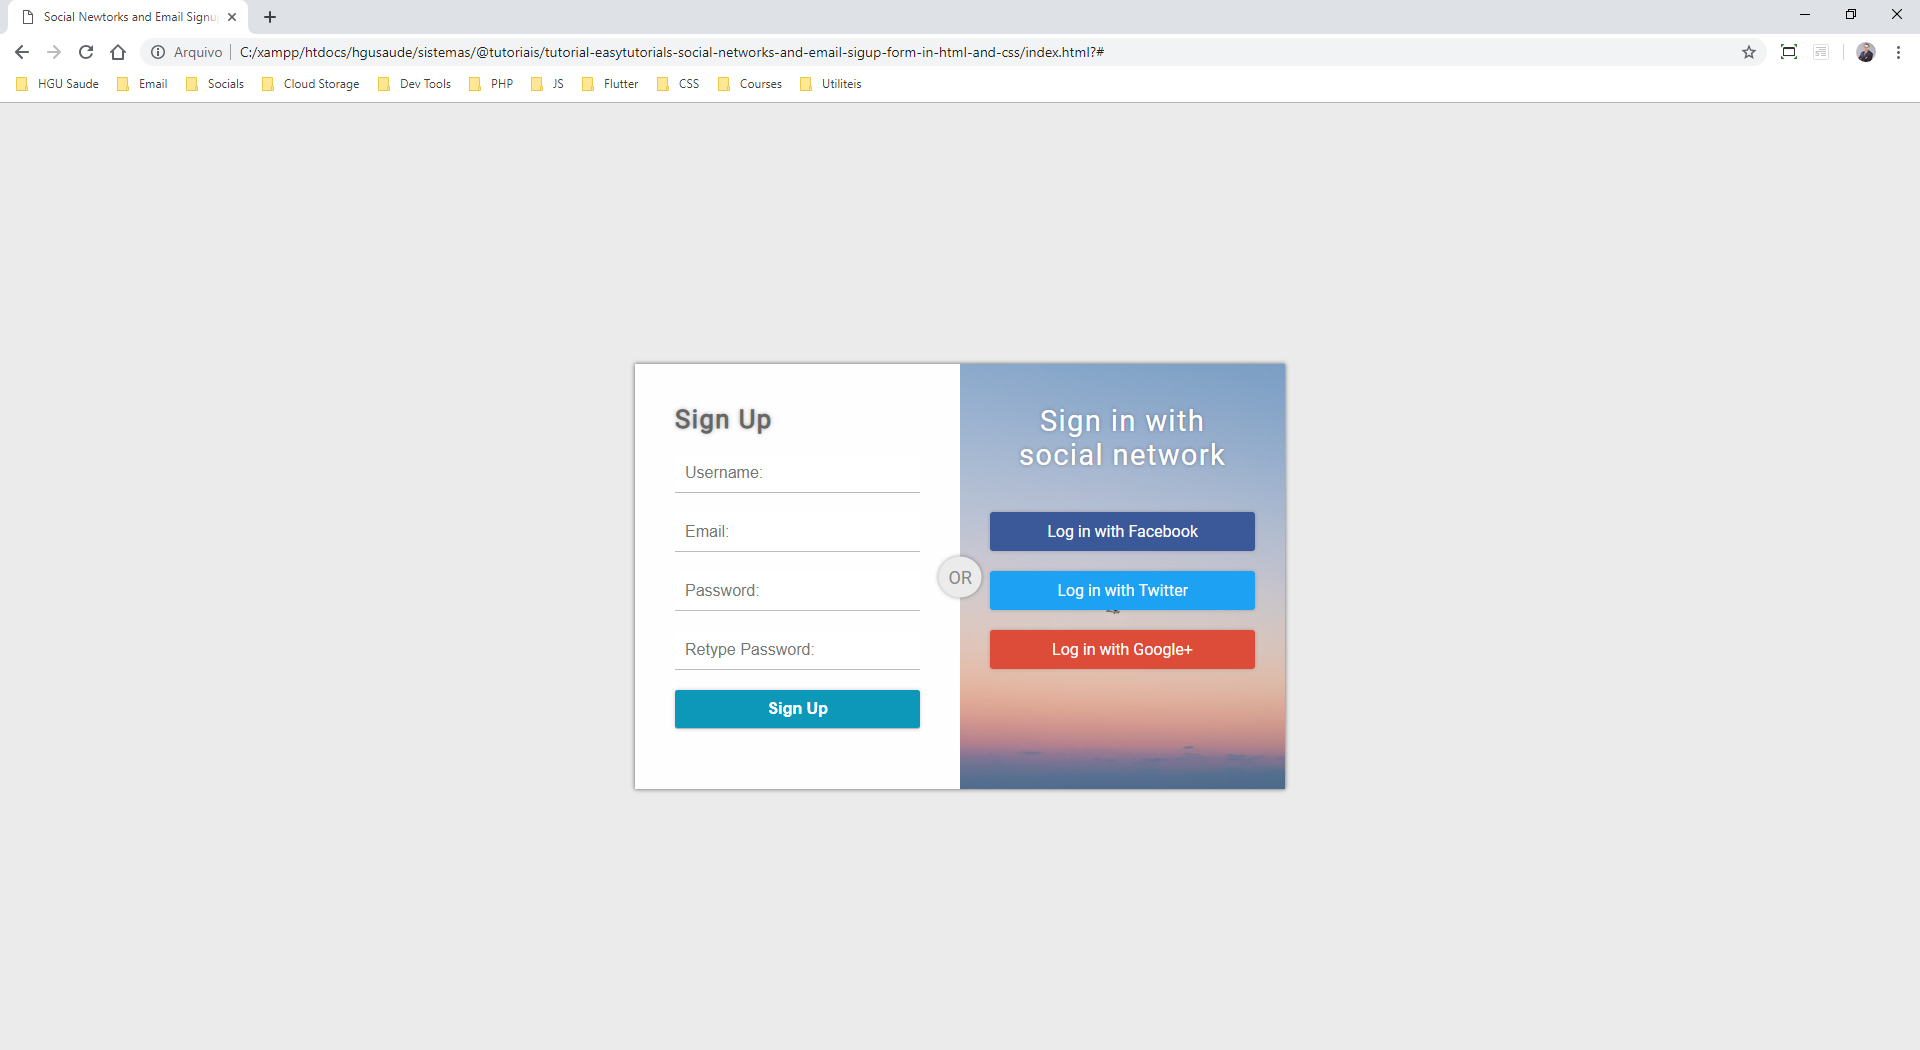 Social Newtorks and Email Signu
Arquivo
C:/xampp/htdocs/hgusaude/sistemas/@tutoriais/tutorial-easytutorials-social-networks-and-email-sigup-form-in-html-and-css/index.html?#
HGU Saude Email Socials Cloud Storage Dev Tools PHP JS Flutter CSS Courses Utiliteis
Sign Up
Username:
Email:
Password:
Retype Password:
Sign Up
OR
Sign in with
social network
Log in with Facebook
Log in with Twitter
Log in with Google+